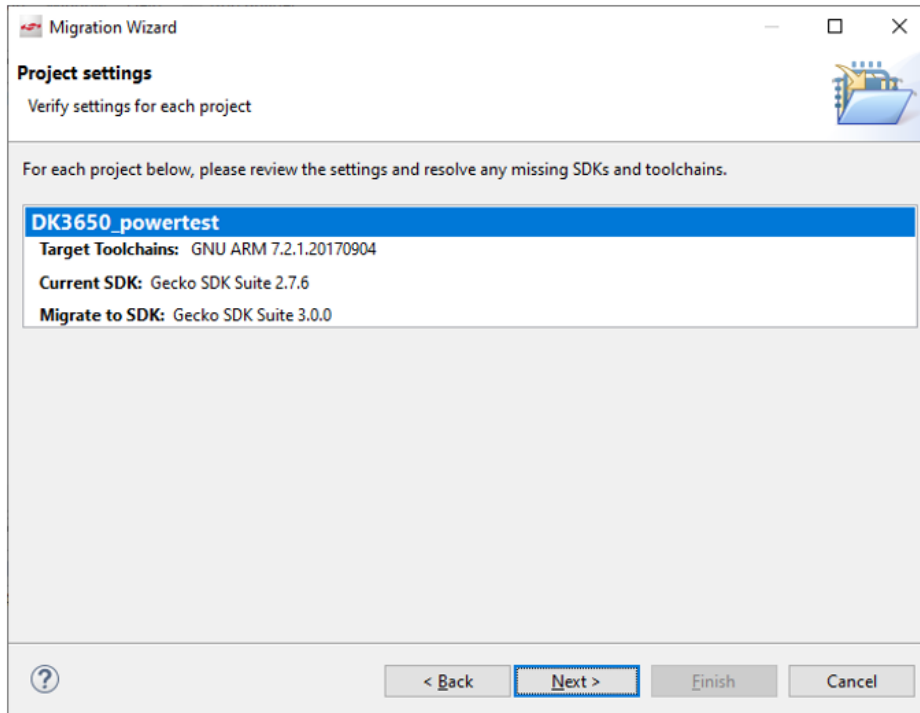 Migration Wizard
Project settings
Verify settings for each project
For each project below, please review the settings and resolve any missing SDKs and toolchains.
DK3650_powertest
Target Toolchains: GNU ARM 7.2.1.20170904
Current SDK: Gecko SDK Suite 2.7.6
Migrate to SDK: Gecko SDK Suite 3.0.0
?
< Back
Next >
Finish
Cancel